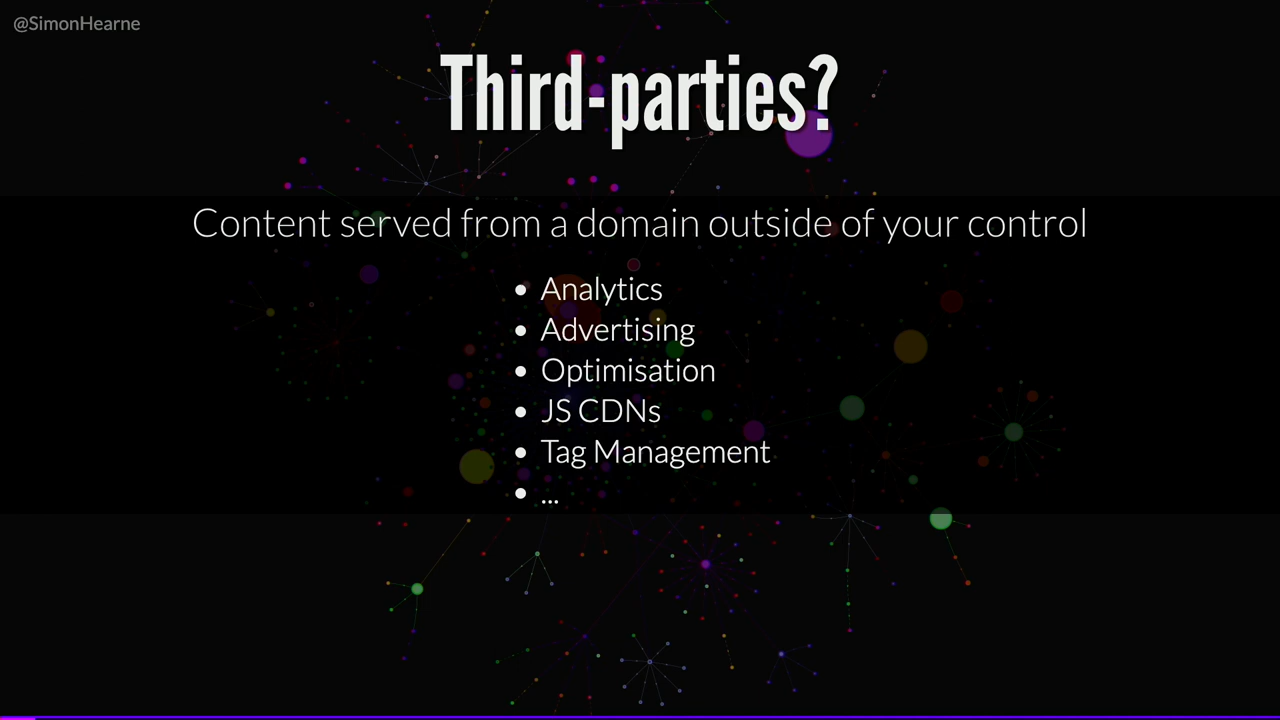 @SimonHearne
Third-parties?
Content served from a domain outside of your control
• Analytics
• Advertising
• Optimisation
• JS CDNs
• Tag Management
• ...